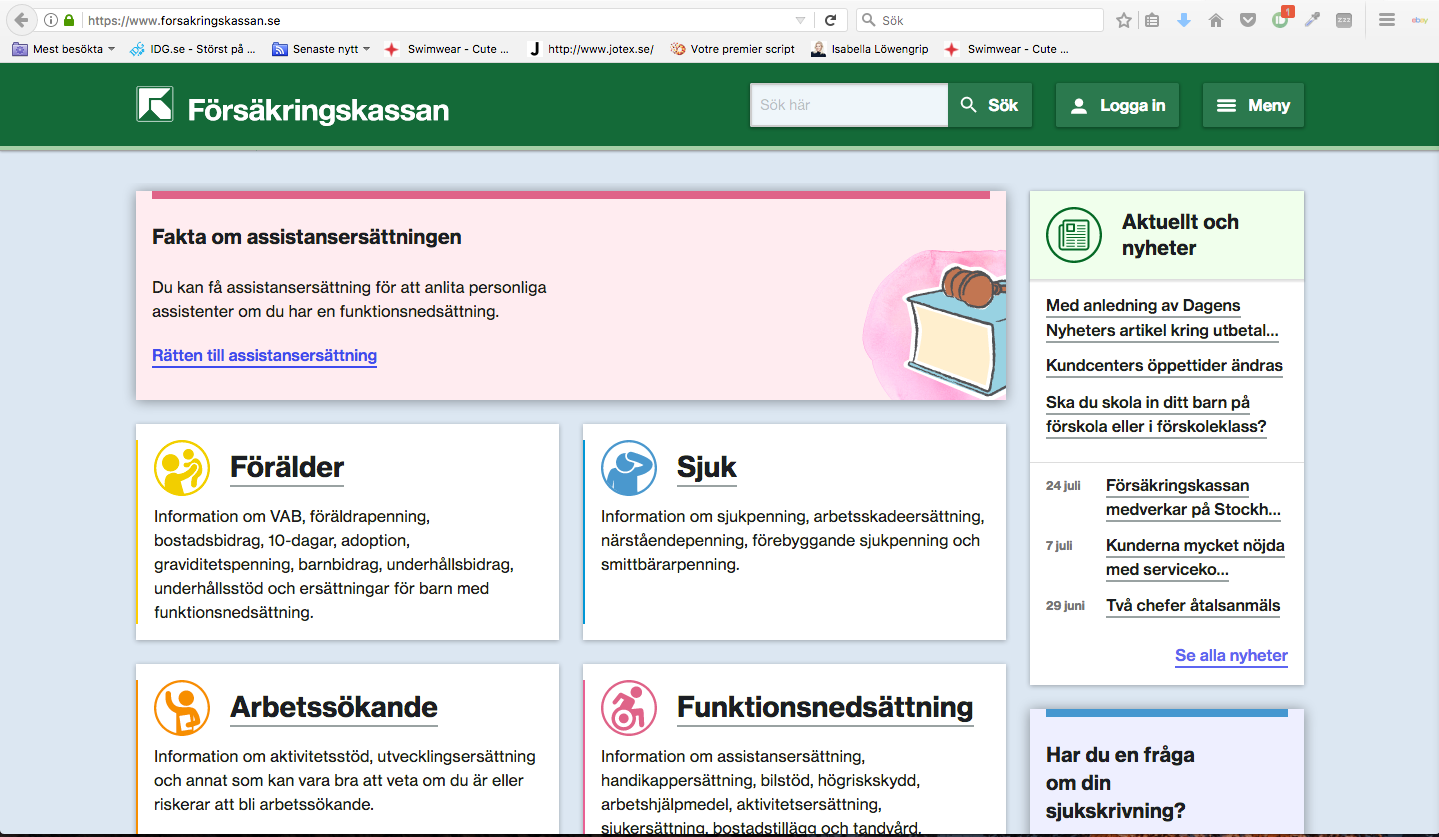 https://www.forsakringskassan.se
Sök
1
zzz
ebay
Mest besökta
IDG.se - Störst på ...
Senaste nytt
Swimwear - Cute ...
J
http://www.jotex.se/
Votre premier script
Isabella Löwengrip
Swimwear - Cute ...
Försäkringskassan
Sök här
Sök
Logga in
Meny
Fakta om assistansersättningen
Du kan få assistansersättning för att anlita personliga
assistenter om du har en funktionsnedsättning.
Rätten till assistansersättning
Förälder
Information om VAB, föräldrapenning,
bostadsbidrag, 10-dagar, adoption,
graviditetspenning, barnbidrag, underhållsbidrag,
underhållsstöd och ersättningar för barn med
funktionsnedsättning.
Sjuk
Information om sjukpenning, arbetsskadeersättning,
närståendepenning, förebyggande sjukpenning och
smittbärarpenning.
Arbetssökande
Information om aktivitetsstöd, utvecklingsersättning
och annat som kan vara bra att veta om du är eller
riskerar att bli arbetssökande.
Funktionsnedsättning
Information om assistansersättning,
handikappersättning, bilstöd, högriskskydd,
arbetshjälpmedel, aktivitetsersättning,
sjukersättning, bostadstillägg och tandvård.
Aktuellt och
nyheter
Med anledning av Dagens
Nyheters artikel kring utbetal...
Kundcenters öppettider ändras
Ska du skola in ditt barn på
förskola eller i förskoleklass?
24 juli
Försäkringskassan
medverkar på Stockh...
7 juli
Kunderna mycket nöjda
med serviceko...
29 juni
Två chefer åtalsanmäls
Se alla nyheter
Har du en fråga
om din
sjukskrivning?